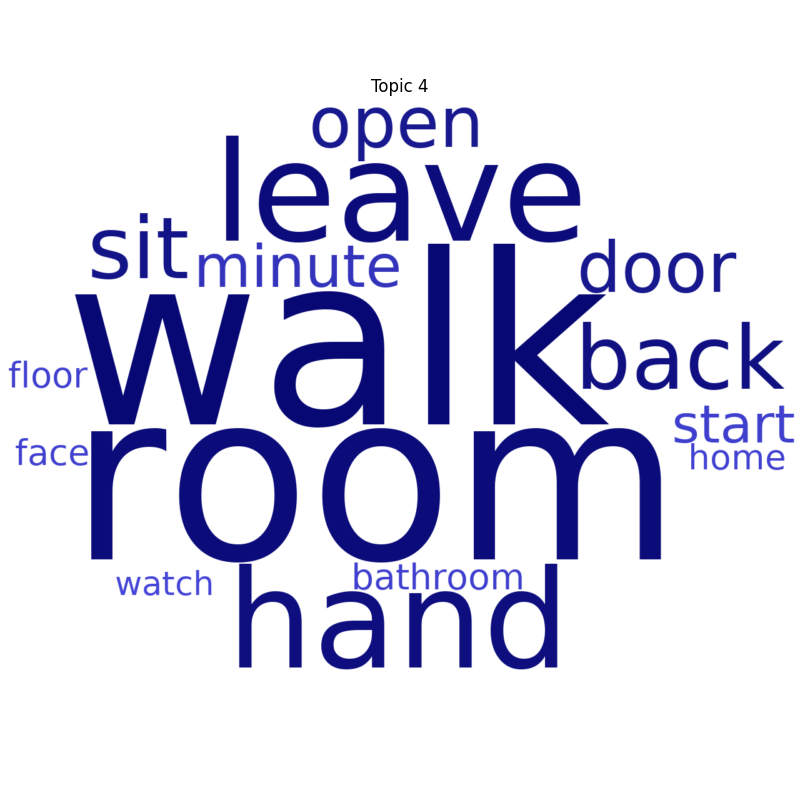 Topic 4
open
leave
sit
minute
door
walk
back
floor
start
face
home
room
watch
bathroom
hand